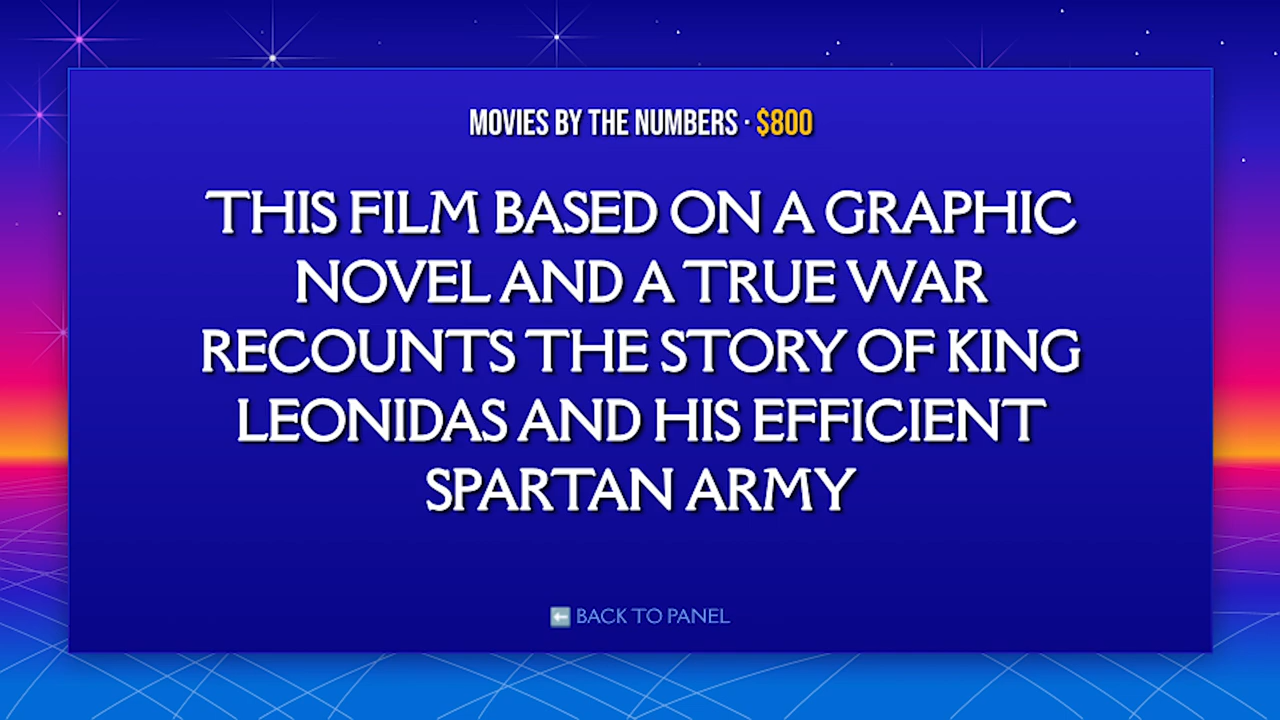 MOVIES BY THE NUMBERS · $800
THIS FILM BASED ON A GRAPHIC
NOVEL AND A TRUE WAR
RECOUNTS THE STORY OF KING
LEONIDAS AND HIS EFFICIENT
SPARTAN ARMY
⬅️ BACK TO PANEL